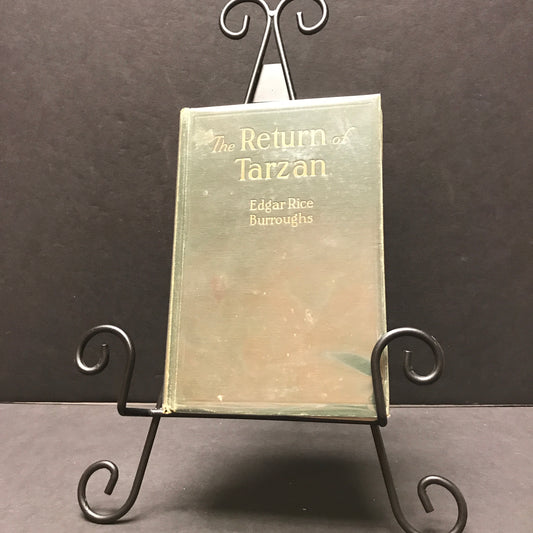 The Return of
Tarzan
Edgar Rice
Burroughs